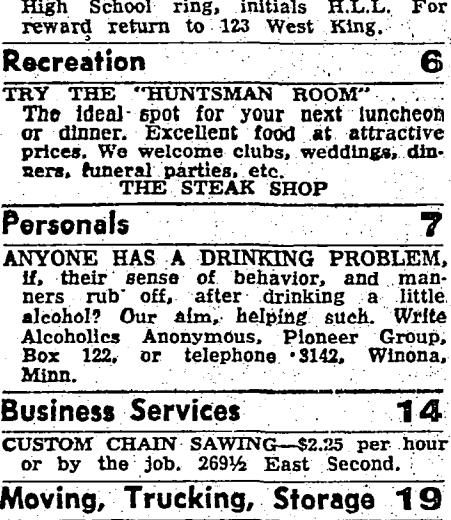 High School ring, initials H.L.L. For
reward return to 123 West King.
Recreation 6
TRY THE "HUNTSMAN ROOM"
The ideal spot for your next luncheon
or dinner. Excellent food at attractive
prices. We welcome clubs, weddings, din-
ners, funeral parties, etc.
THE STEAK SHOP
Personals 7
ANYONE HAS A DRINKING PROBLEM,
if, their sense of behavior, and man-
ners rub off, after drinking a little
alcohol? Our aim, helping such. Write
Alcoholics Anonymous, Pioneer Group,
Box 122, or telephone 3142, Winona,
Minn.
Business Services 14
CUSTOM CHAIN SAWING—$2.25 per hour
or by the job. 269½ East Second.
Moving, Trucking, Storage 19